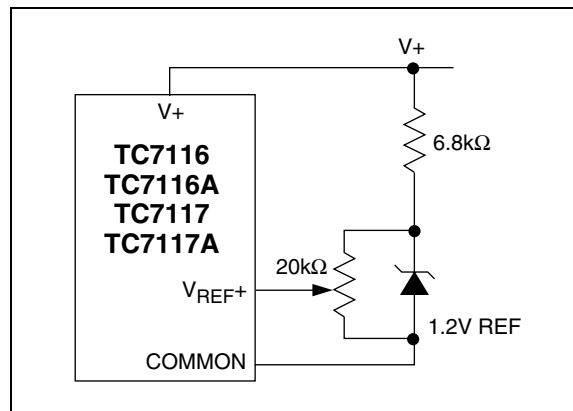 V+
V+
TC7116
TC7116A
TC7117
TC7117A
6.8kΩ
20kΩ
VREF+
1.2V REF
COMMON